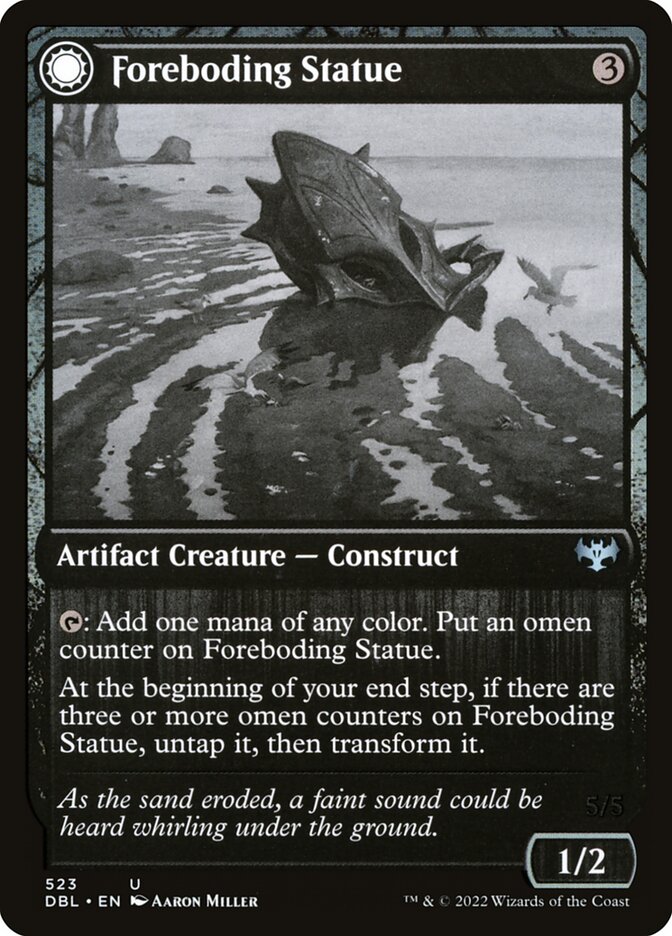 Foreboding Statue 3
Artifact Creature — Construct
: Add one mana of any color. Put an omen
counter on Foreboding Statue.
At the beginning of your end step, if there are
three or more omen counters on Foreboding
Statue, untap it, then transform it.
As the sand eroded, a faint sound could be
heard whirling under the ground.
5/5
1/2
523 U
DBL • EN Aaron Miller
™ & © 2022 Wizards of the Coast